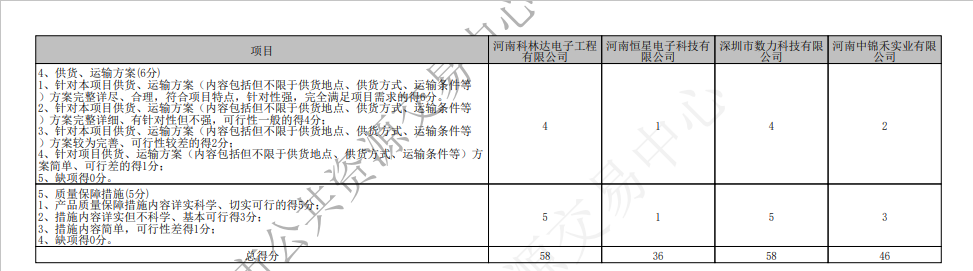 项目
河南科林达电子工程有限公司
河南恒星电子科技有限公司
深圳市数力科技有限公司
河南中锦禾实业有限公司
4、供货、运输方案(6分)
1、针对本项目供货、运输方案（内容包括但不限于供货地点、供货方式、运输条件等
）方案完整详尽、合理，符合项目特点，针对性强，完全满足项目需求的得6分。
2、针对本项目供货、运输方案（内容包括但不限于供货地点、供货方式、运输条件等
）方案完整详细、有针对性但不强，可行性一般的得4分；
3、针对本项目供货、运输方案（内容包括但不限于供货地点、供货方式、运输条件等
）方案较为完善、可行性较差的得2分；
4、针对项目供货、运输方案（内容包括但不限于供货地点、供货方式、运输条件等）方
案简单、可行差的得1分；
5、缺项得0分。
4
1
4
2
5、质量保障措施(5分)
1、产品质量保障措施内容详实科学、切实可行的得5分；
2、措施内容详实但不科学、基本可行得3分；
3、措施内容简单，可行性差得1分；
4、缺项得0分。
5
1
5
3
总得分
58
36
58
46
市公共资源交易中心
源交易中心